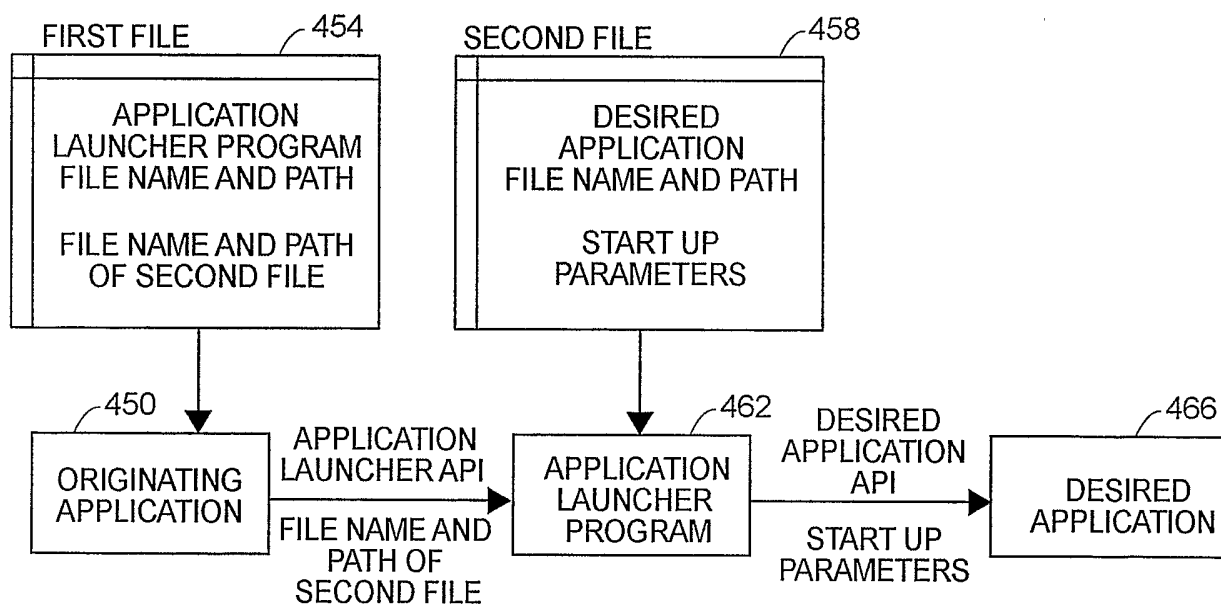 FIRST FILE
454
APPLICATION
LAUNCHER PROGRAM
FILE NAME AND PATH
FILE NAME AND PATH
OF SECOND FILE
SECOND FILE
458
DESIRED
APPLICATION
FILE NAME AND PATH
START UP
PARAMETERS
450
ORIGINATING
APPLICATION
APPLICATION
LAUNCHER API
FILE NAME AND
PATH OF
SECOND FILE
462
APPLICATION
LAUNCHER
PROGRAM
DESIRED
APPLICATION
API
START UP
PARAMETERS
466
DESIRED
APPLICATION